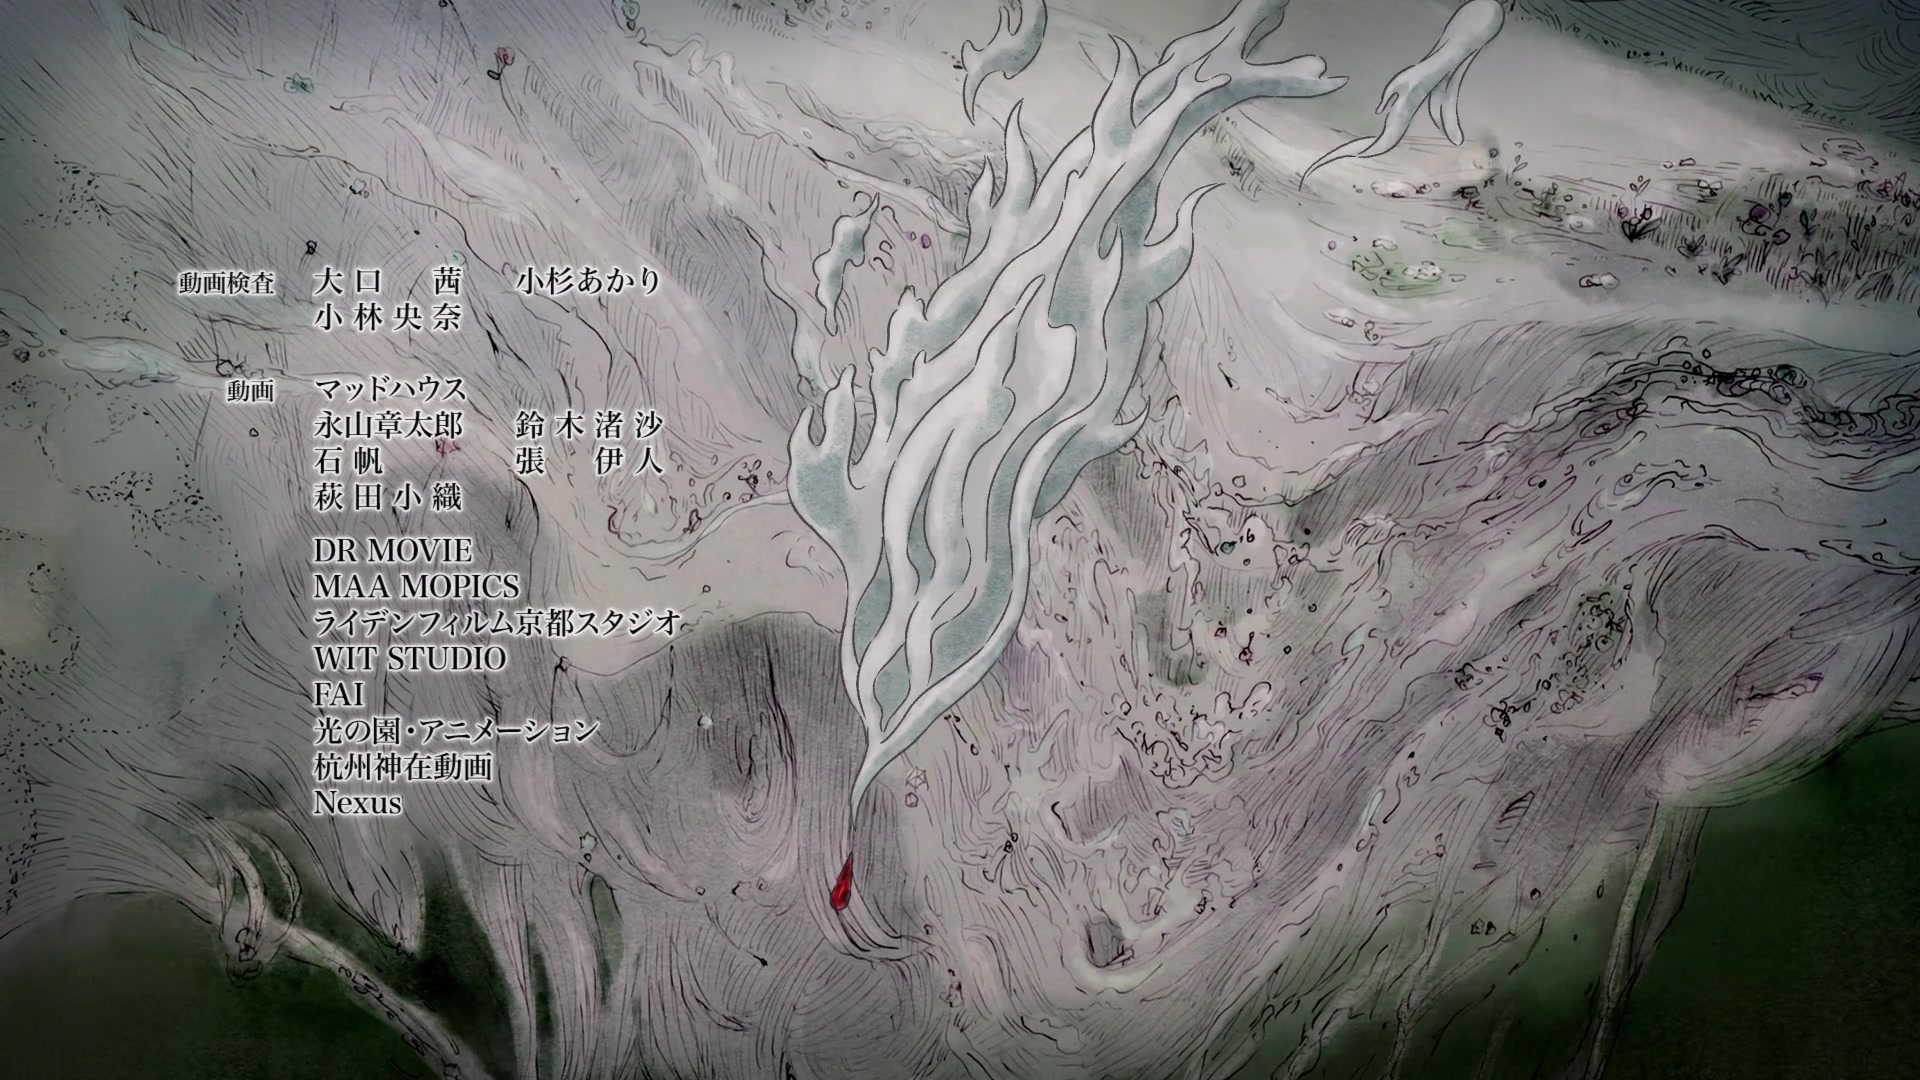 動画検査 大口 茜 小杉あかり
小林央奈
動画 マッドハウス
永山章太郎 鈴木渚沙
石帆 張 伊人
萩田小織
DR MOVIE
MAA MOPICS
ライデンフィルム京都スタジオ
WIT STUDIO
FAI
光の園・アニメーション
杭州神在動画
Nexus